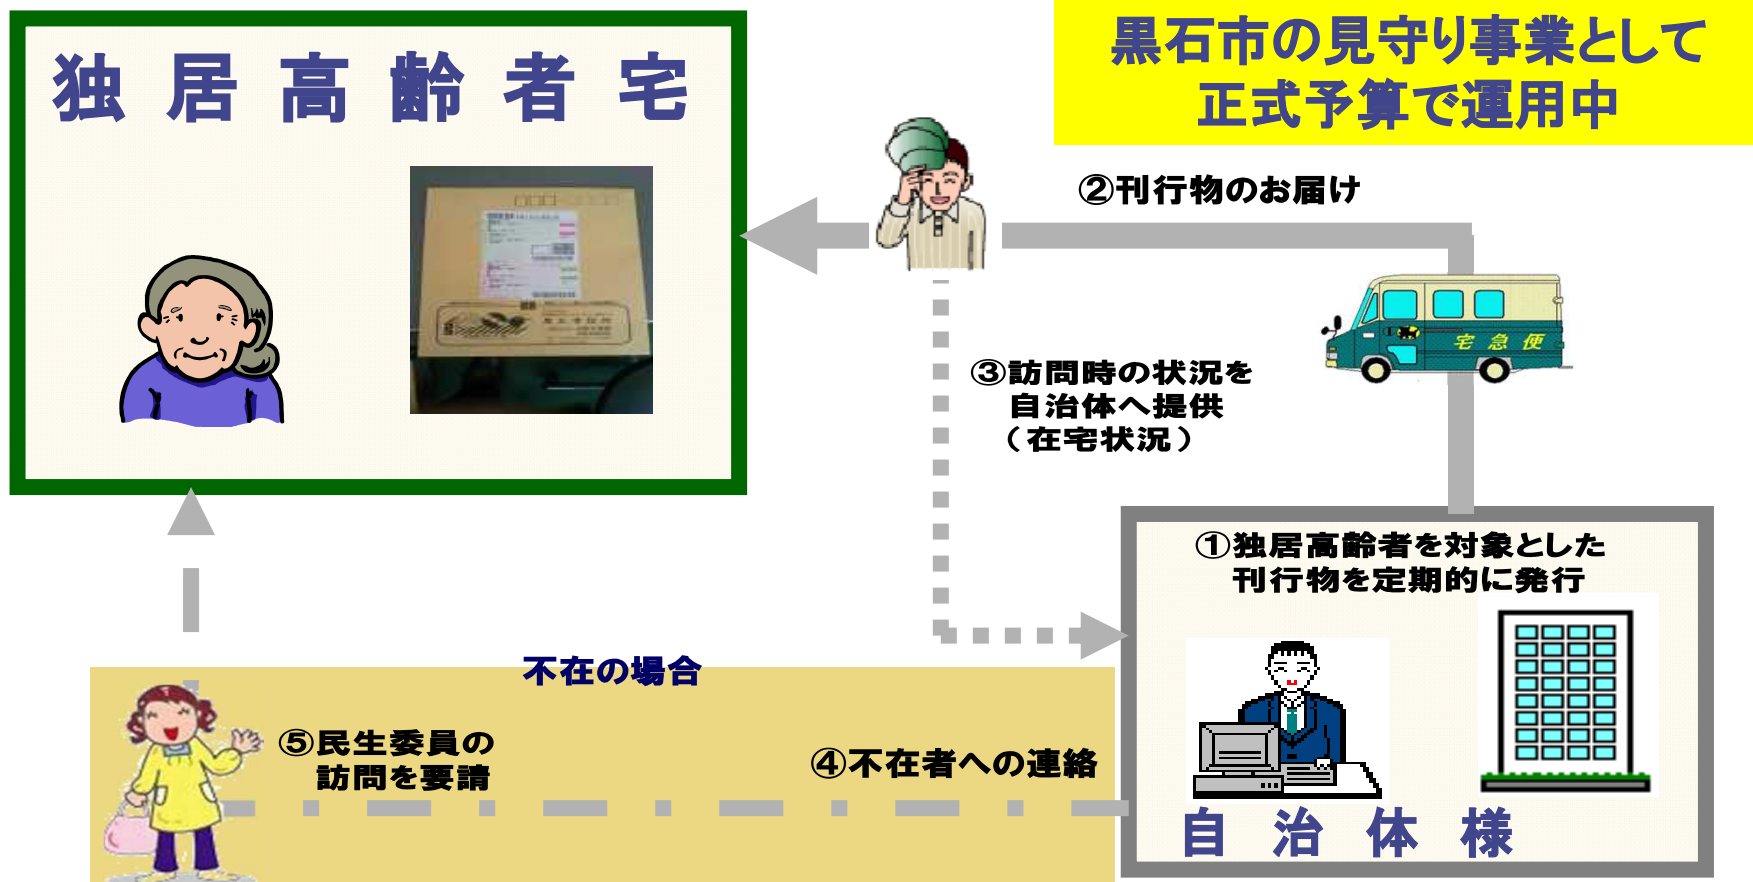 独居高齢者宅
黒石市の見守り事業として
正式予算で運用中
②刊行物のお届け
宅急便
③訪問時の状況を
自治体へ提供
（在宅状況）
①独居高齢者を対象とした
刊行物を定期的に発行
不在の場合
⑤民生委員の
訪問を要請
④不在者への連絡
自治体様